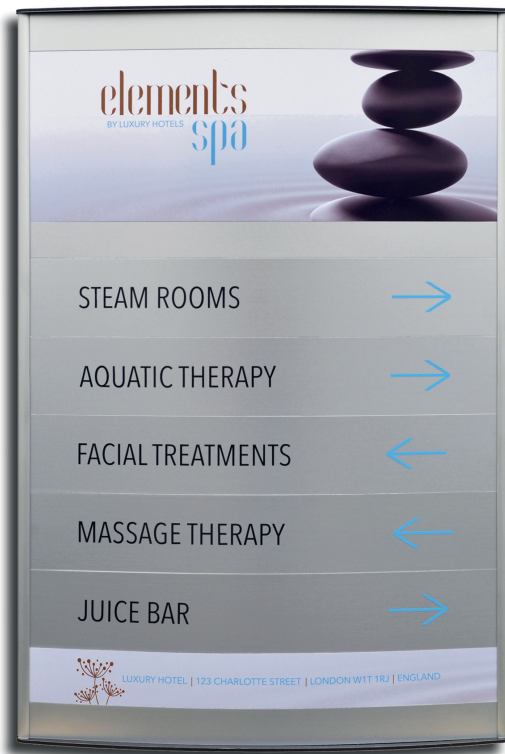 elements
BY LUXURY HOTELS
spa
STEAM ROOMS
AQUATIC THERAPY
FACIAL TREATMENTS
MASSAGE THERAPY
JUICE BAR
LUXURY HOTEL | 123 CHARLOTTE STREET | LONDON W1T 1RJ | ENGLAND